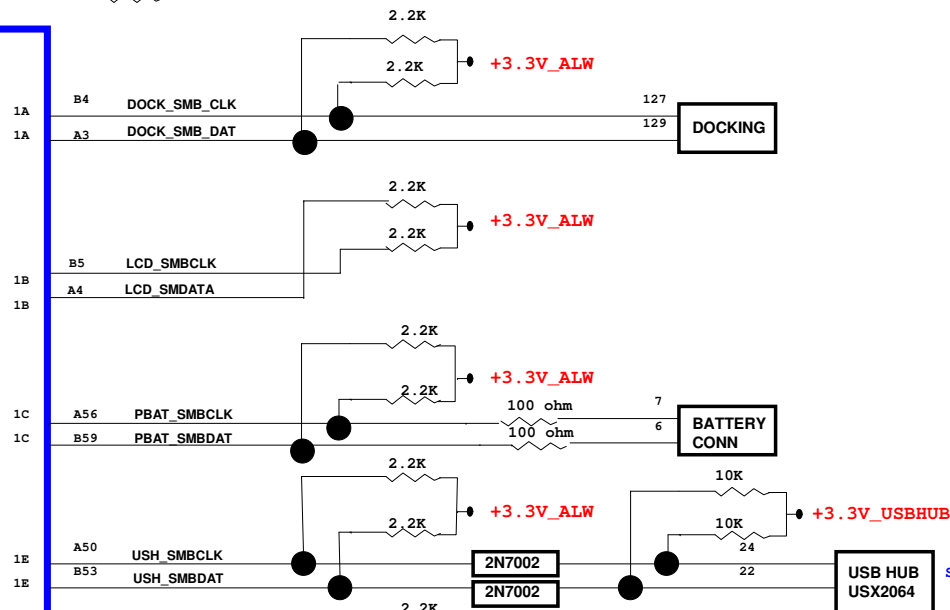 2.2K
2.2K
+3.3V_ALW
1A B4 DOCK_SMB_CLK 127
1A A3 DOCK_SMB_DAT 129
DOCKING
2.2K
+3.3V_ALW
2.2K
1B B5 LCD_SMBCLK
1B A4 LCD_SMDATA
2.2K
+3.3V_ALW
2.2K
1C A56 PBAT_SMBCLK 100 ohm 7
1C B59 PBAT_SMBDAT 100 ohm 6
BATTERY
CONN
2.2K
10K
+3.3V_ALW
+3.3V_USBHUB
2.2K
10K
1E A50 USH_SMBCLK 2N7002 24
1E B53 USH_SMBDAT 2N7002 22
USB HUB
USX2064
2.2K